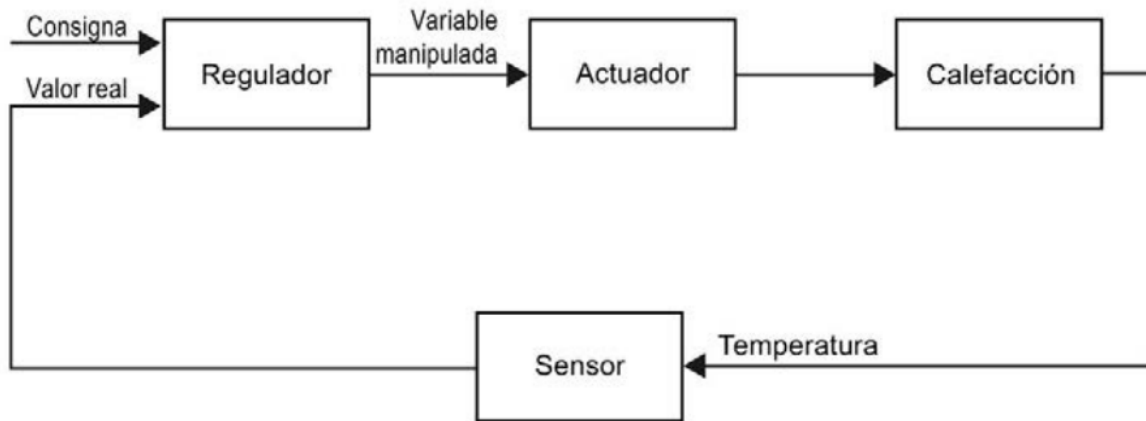 Consigna
Valor real
Regulador
Variable
manipulada
Actuador
Calefacción
Sensor
Temperatura